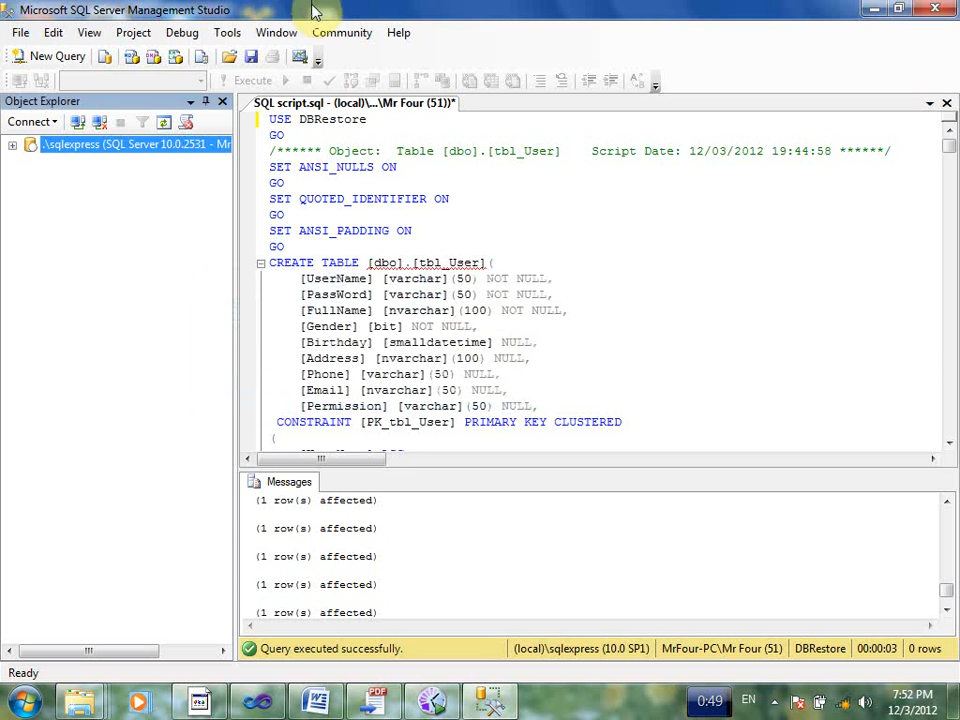 Microsoft SQL Server Management Studio
File Edit View Project Debug Tools Window Community Help
New Query
Execute
Object Explorer
SQL script.sql - (local)\...\Mr Four (51))*
Connect
.\sqlexpress (SQL Server 10.0.2531 - Mr
USE DBRestore
GO
/****** Object:  Table [dbo].[tbl_User]    Script Date: 12/03/2012 19:44:58 ******/
SET ANSI_NULLS ON
GO
SET QUOTED_IDENTIFIER ON
GO
SET ANSI_PADDING ON
GO
CREATE TABLE [dbo].[tbl_User](
[UserName] [varchar](50) NOT NULL,
[PassWord] [varchar](50) NOT NULL,
[FullName] [nvarchar](100) NOT NULL,
[Gender] [bit] NOT NULL,
[Birthday] [smalldatetime] NULL,
[Address] [nvarchar](100) NULL,
[Phone] [varchar](50) NULL,
[Email] [nvarchar](50) NULL,
[Permission] [varchar](50) NULL,
CONSTRAINT [PK_tbl_User] PRIMARY KEY CLUSTERED
(
Messages
(1 row(s) affected)
(1 row(s) affected)
(1 row(s) affected)
(1 row(s) affected)
(1 row(s) affected)
Query executed successfully.
(local)\sqlexpress (10.0 SP1)
MrFour-PC\Mr Four (51)
DBRestore
00:00:03
0 rows
Ready
0:49
EN
7:52 PM
12/3/2012